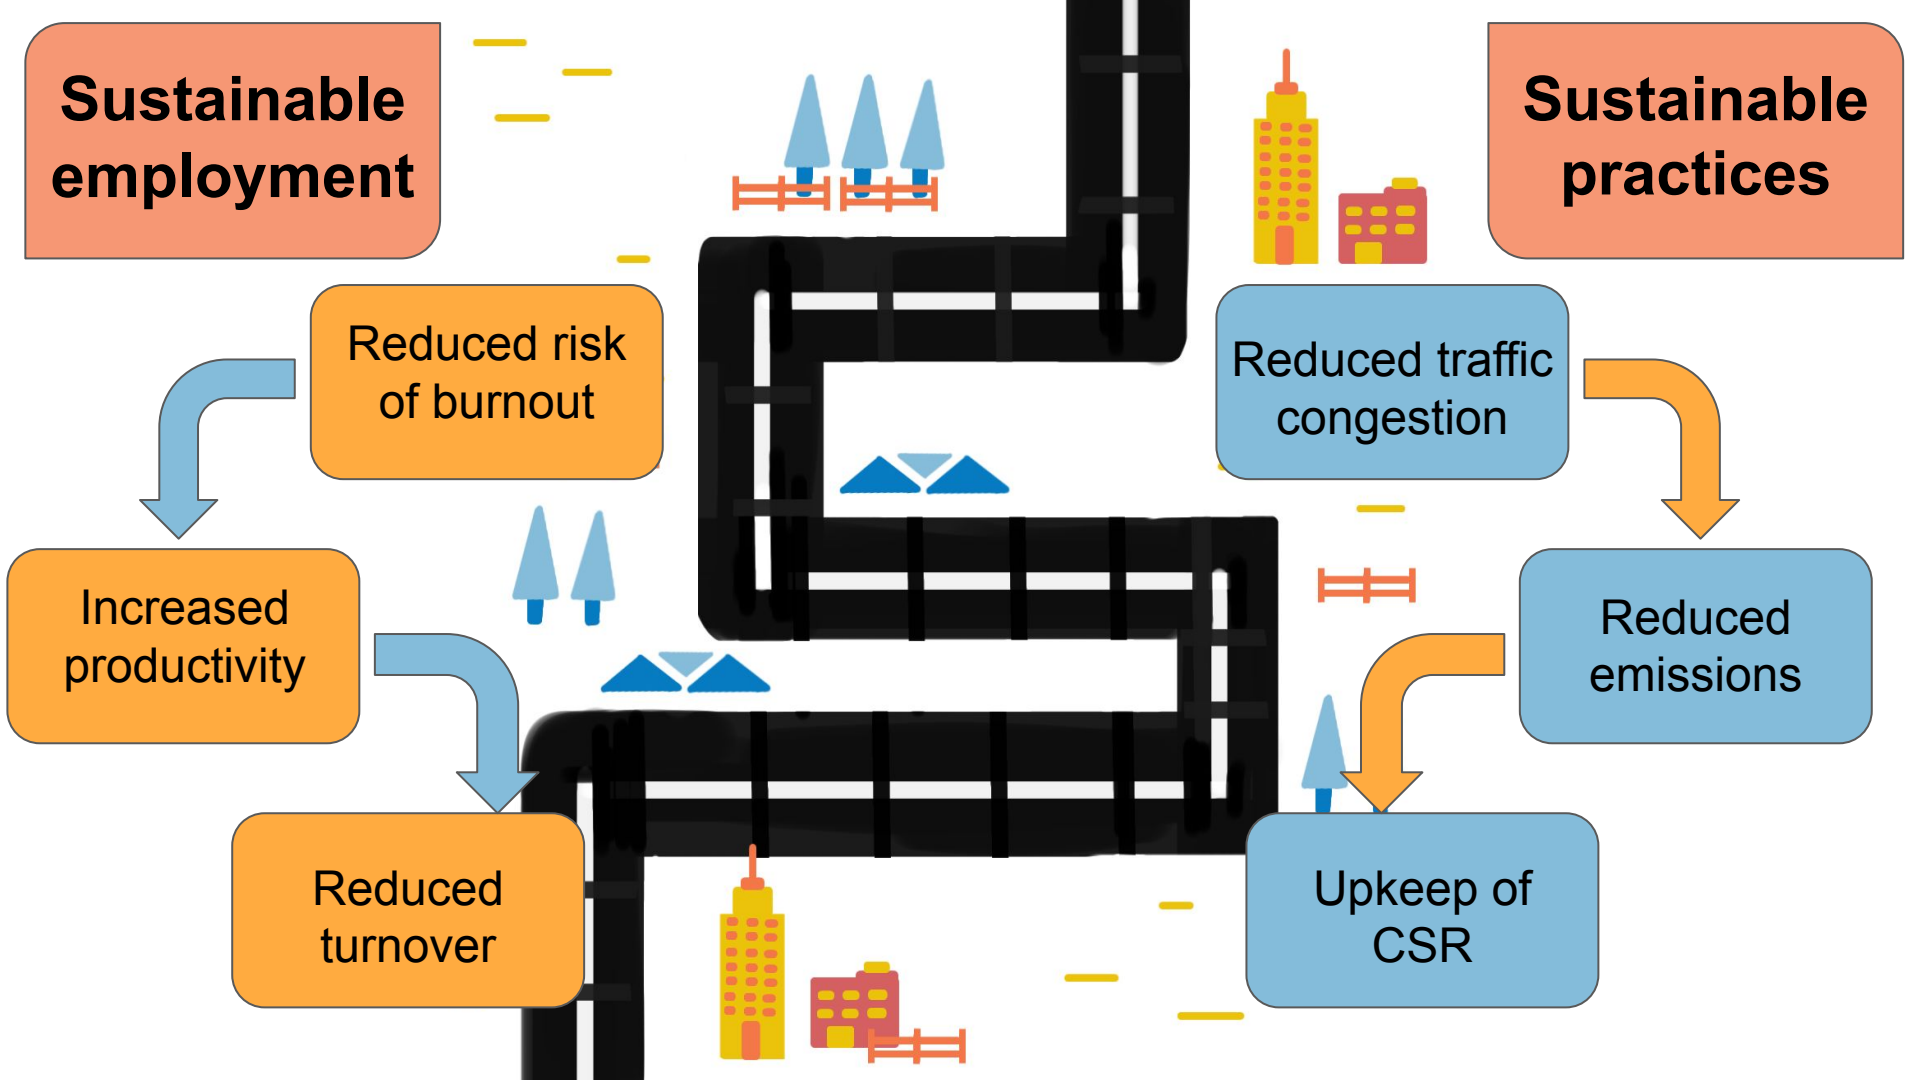 Sustainable
employment
Reduced risk
of burnout
Increased
productivity
Reduced
turnover
Sustainable
practices
Reduced traffic
congestion
Reduced
emissions
Upkeep of
CSR